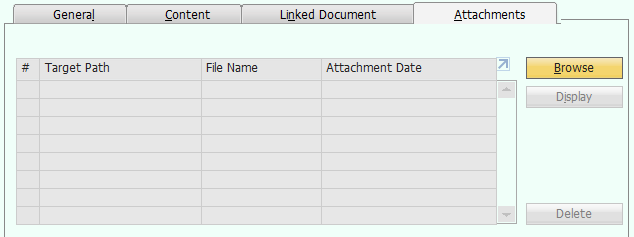 General Content Linked Document Attachments
# Target Path File Name Attachment Date
Browse
Display
Delete